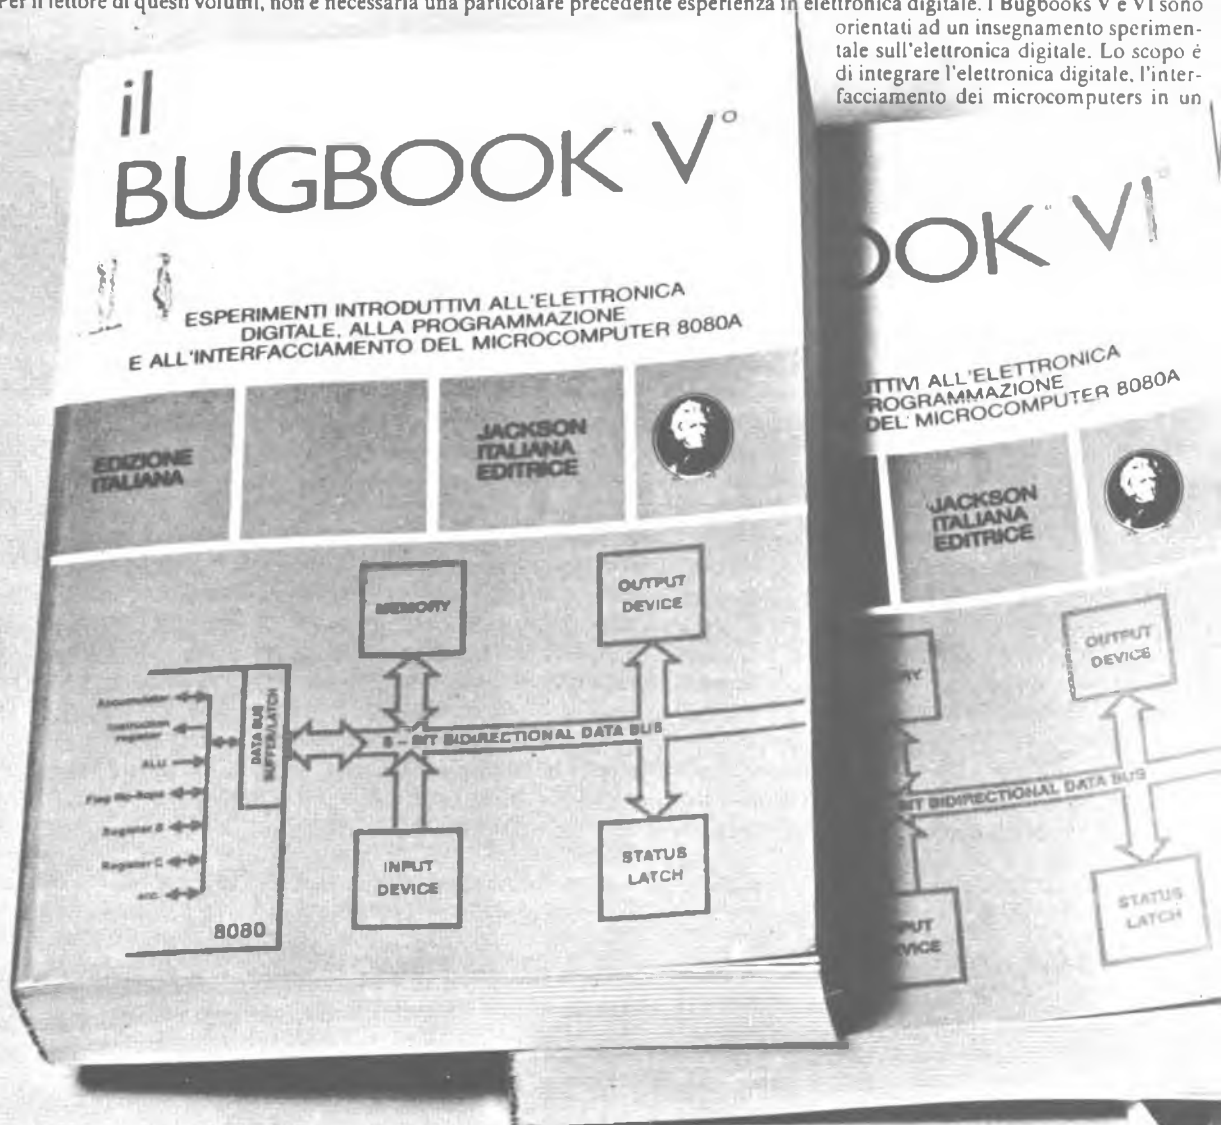 Per il lettore di questi volumi, non è necessaria una particolare precedente esperienza in elettronica digitale. I Bugbooks V e VI sono
orientati ad un insegnamento sperimen-
tale sull'elettronica digitale. Lo scopo è
di integrare l'elettronica digitale, l'inter-
facciamento dei microcomputers in un
il
BUGBOOK V°
ESPERIMENTI INTRODUTTIVI ALL'ELETTRONICA
DIGITALE, ALLA PROGRAMMAZIONE
E ALL'INTERFACCIAMENTO DEL MICROCOMPUTER 8080A
EDIZIONE
ITALIANA
JACKSON
ITALIANA
EDITRICE
MEMORY
OUTPUT
DEVICE
Accumulator
Instruction
register
ALU
Flag flip-flops
Register B
Register C
etc.
DATA BUS
BUFFER/LATCH
8 - BIT BIDIRECTIONAL DATA BUS
INPUT
DEVICE
STATUS
LATCH
8080
OOK VI°
UTTIVI ALL'ELETTRONICA
ROGRAMMAZIONE
DEL MICROCOMPUTER 8080A
JACKSON
ITALIANA
EDITRICE
RY
OUTPUT
DEVICE
BIT BIDIRECTIONAL DATA BUS
PUT
VICE
STATUS
LATCH